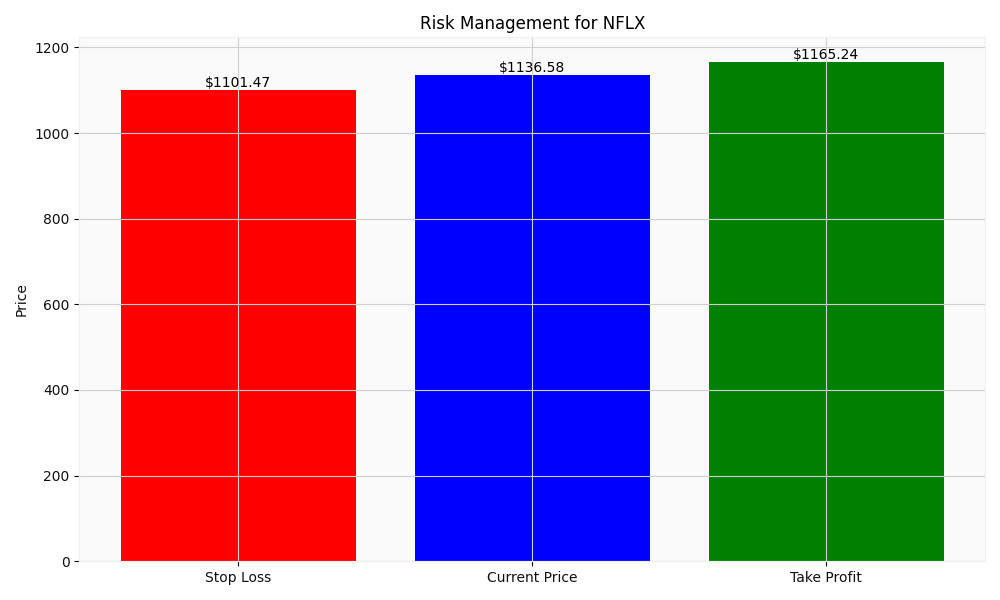 Risk Management for NFLX
1200
1000
800
600
400
200
0
Price
$1101.47
$1136.58
$1165.24
Stop Loss
Current Price
Take Profit